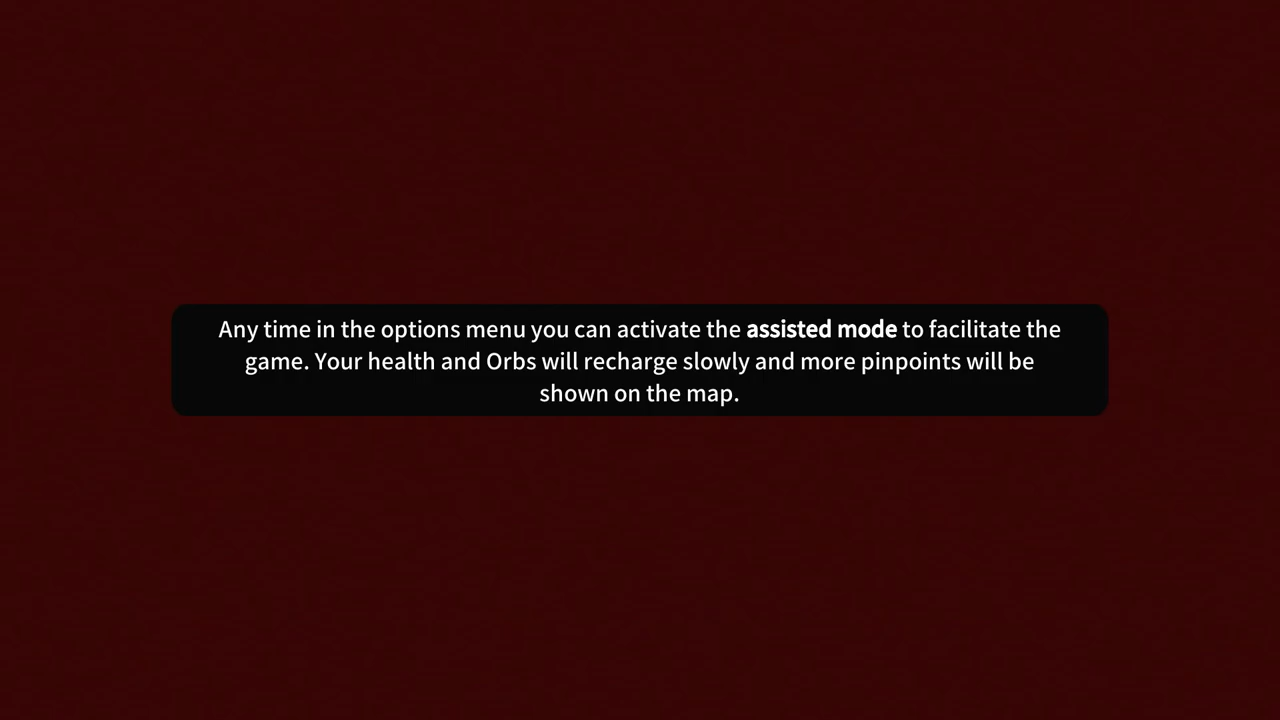 Any time in the options menu you can activate the assisted mode to facilitate the
game. Your health and Orbs will recharge slowly and more pinpoints will be
shown on the map.